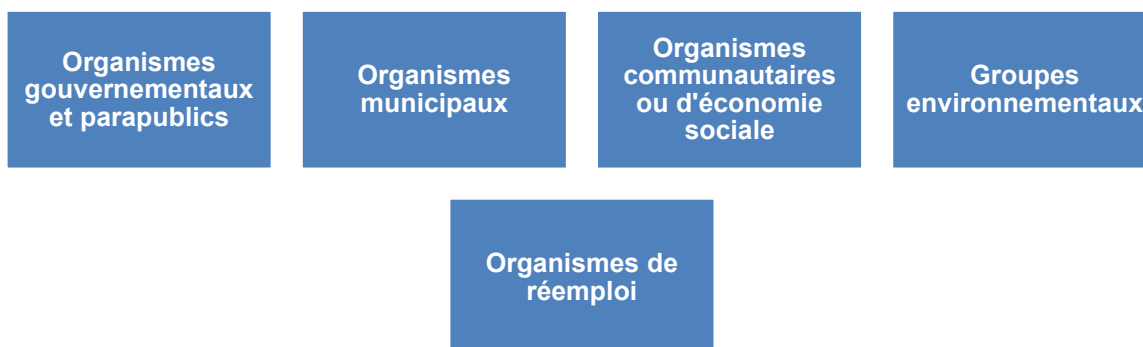 Organismes
gouvernementaux
et parapublics
Organismes
municipaux
Organismes
communautaires
ou d'économie
sociale
Groupes
environnementaux
Organismes de
réemploi